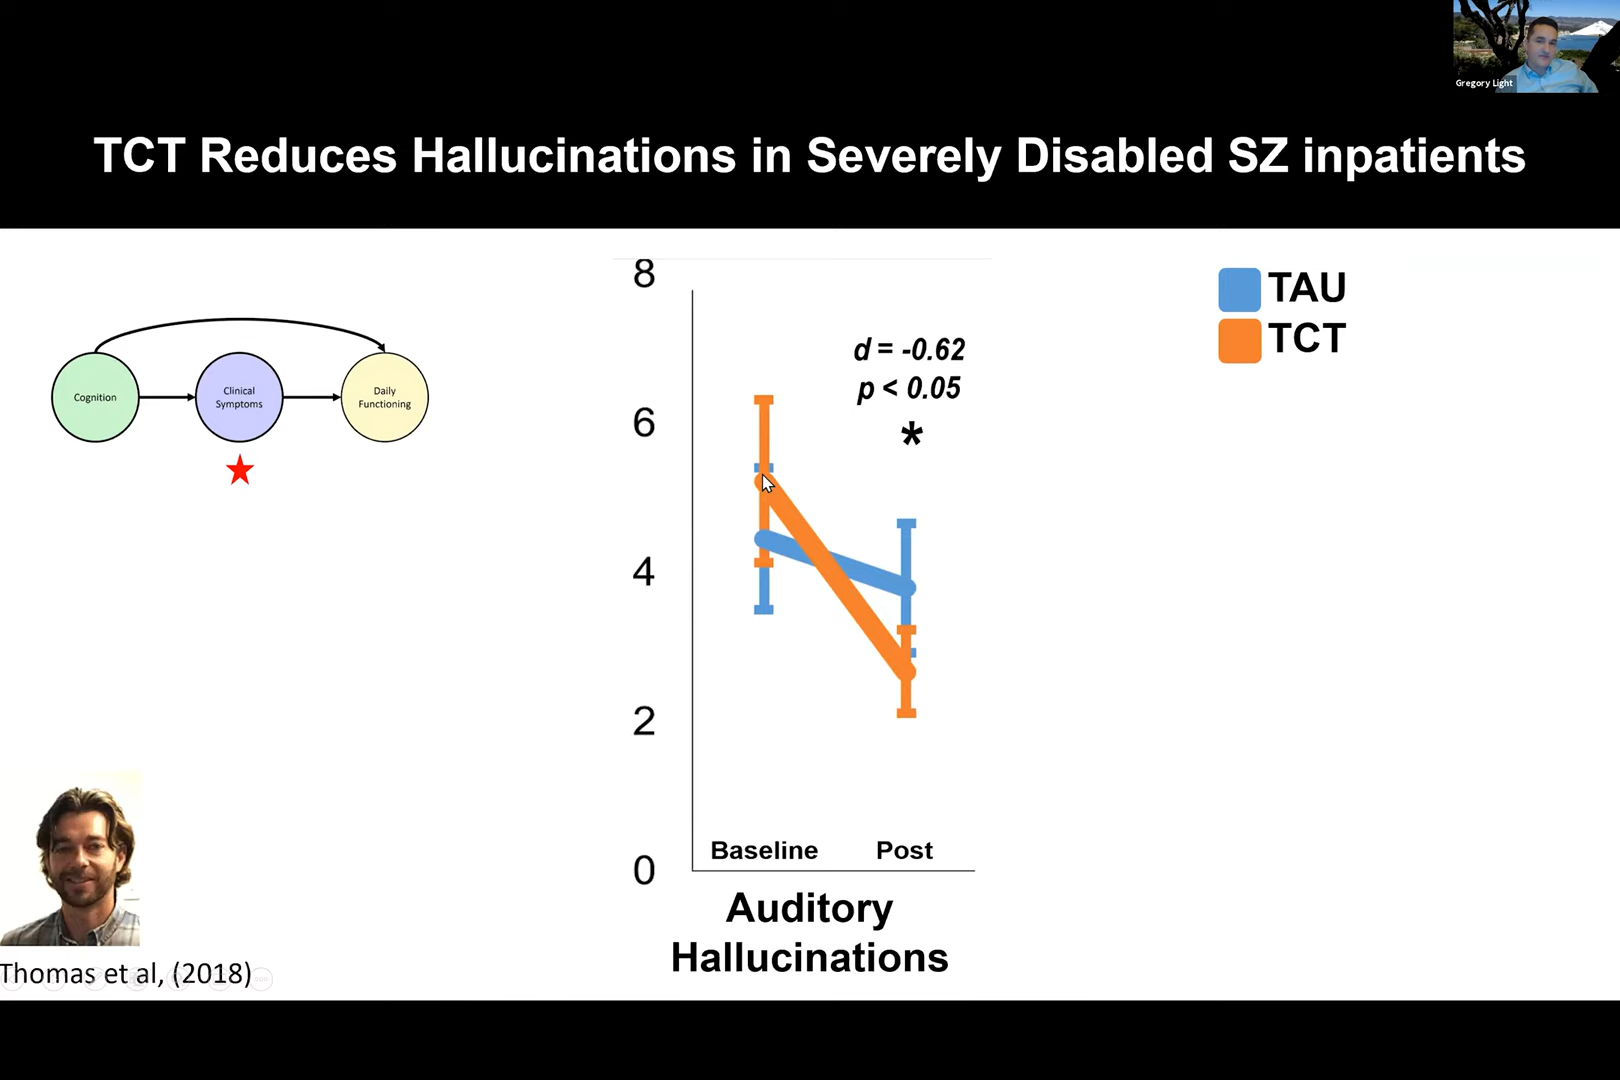 Gregory Light
TCT Reduces Hallucinations in Severely Disabled SZ inpatients
Cognition
Clinical
Symptoms
Daily
Functioning
8
6
4
2
0
d = -0.62
p < 0.05
*
Baseline Post
Auditory
Hallucinations
TAU
TCT
Thomas et al, (2018)